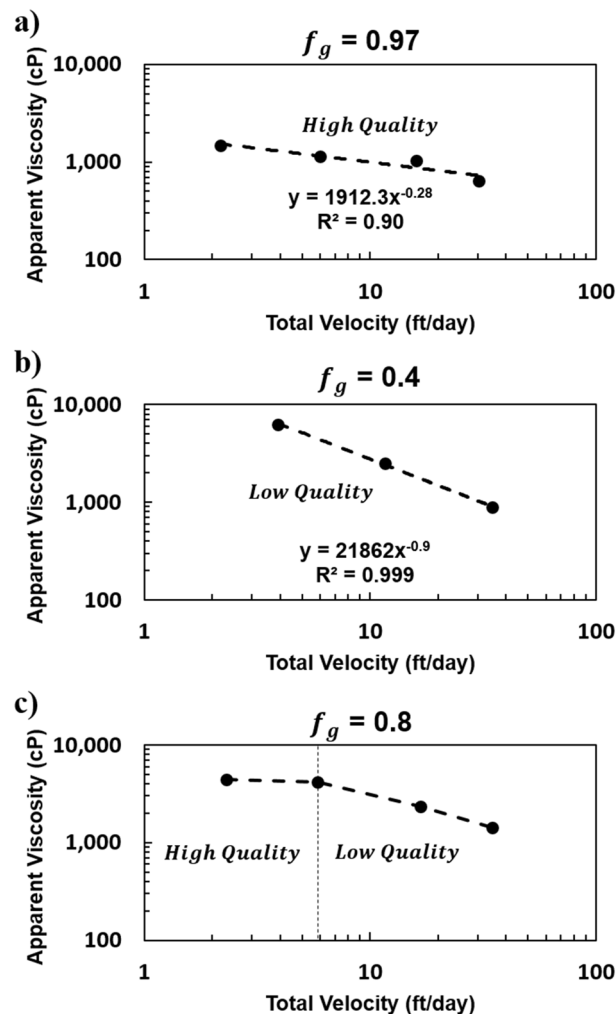 a)
f_g = 0.97
Apparent Viscosity (cP)
10,000
1,000
100
High Quality
y = 1912.3x^-0.28
R² = 0.90
1 10 100
Total Velocity (ft/day)
b)
f_g = 0.4
Apparent Viscosity (cP)
10,000
1,000
100
Low Quality
y = 21862x^-0.9
R² = 0.999
1 10 100
Total Velocity (ft/day)
c)
f_g = 0.8
Apparent Viscosity (cP)
10,000
1,000
100
High Quality Low Quality
1 10 100
Total Velocity (ft/day)